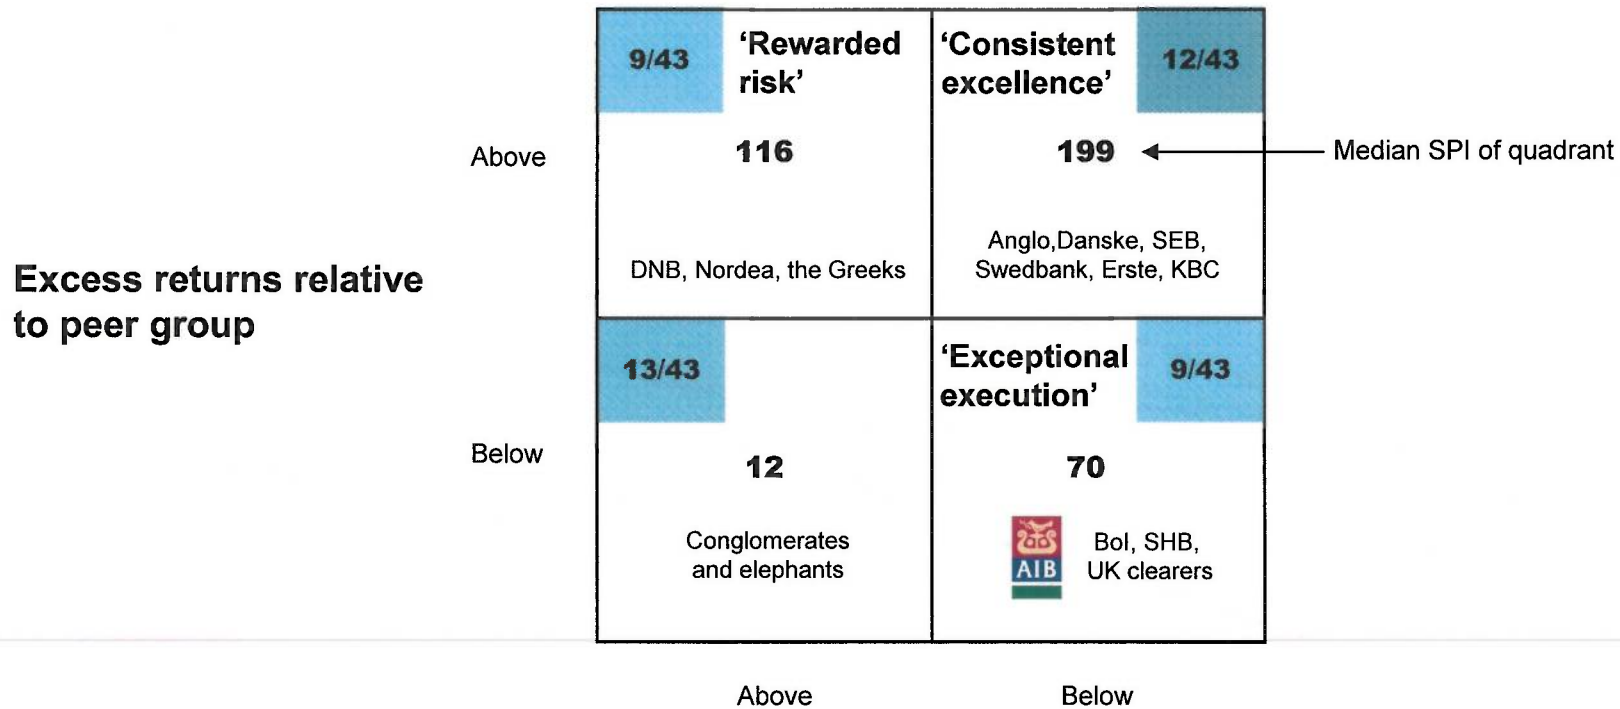 9/43
‘Rewarded
risk’
‘Consistent
excellence’
12/43
Above
116
199
Median SPI of quadrant
DNB, Nordea, the Greeks
Anglo,Danske, SEB,
Swedbank, Erste, KBC
Excess returns relative
to peer group
13/43
‘Exceptional
execution’
9/43
Below
12
70
Conglomerates
and elephants
AIB
BoI, SHB,
UK clearers
Above
Below